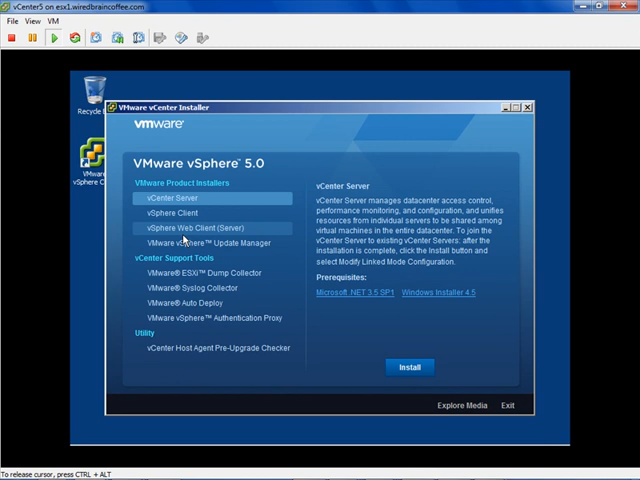 vCenter5 on esx1.wiredbraincoffee.com
File View VM
Recycle
VMware
vSphere C
VMware vCenter Installer
vmware
VMware vSphere™ 5.0
VMware Product Installers
vCenter Server
vSphere Client
vSphere Web Client (Server)
VMware vSphere™ Update Manager
vCenter Support Tools
VMware® ESXi™ Dump Collector
VMware® Syslog Collector
VMware® Auto Deploy
VMware vSphere™ Authentication Proxy
Utility
vCenter Host Agent Pre-Upgrade Checker
vCenter Server
vCenter Server manages datacenter access control,
performance monitoring, and configuration, and unifies
resources from individual servers to be shared among
virtual machines in the entire datacenter. To join the
vCenter Server to existing vCenter Servers: after the
installation is complete, click the Install button and
select Modify Linked Mode Configuration.
Prerequisites:
Microsoft .NET 3.5 SP1 Windows Installer 4.5
Install
Explore Media Exit
To release cursor, press CTRL + ALT